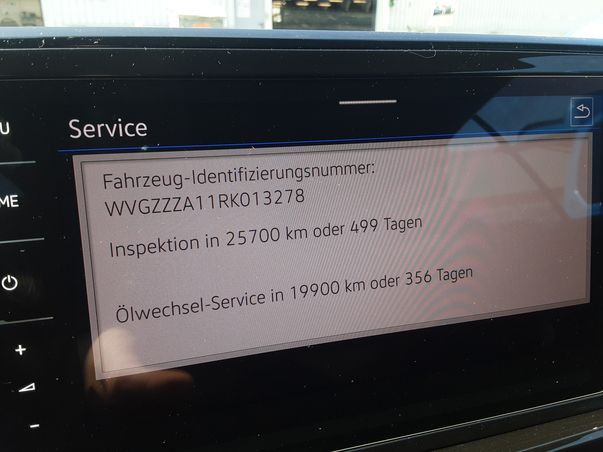 Service
Fahrzeug-Identifizierungsnummer:
WVGZZZA11RK013278
Inspektion in 25700 km oder 499 Tagen
Ölwechsel-Service in 19900 km oder 356 Tagen
U
ME
+
-